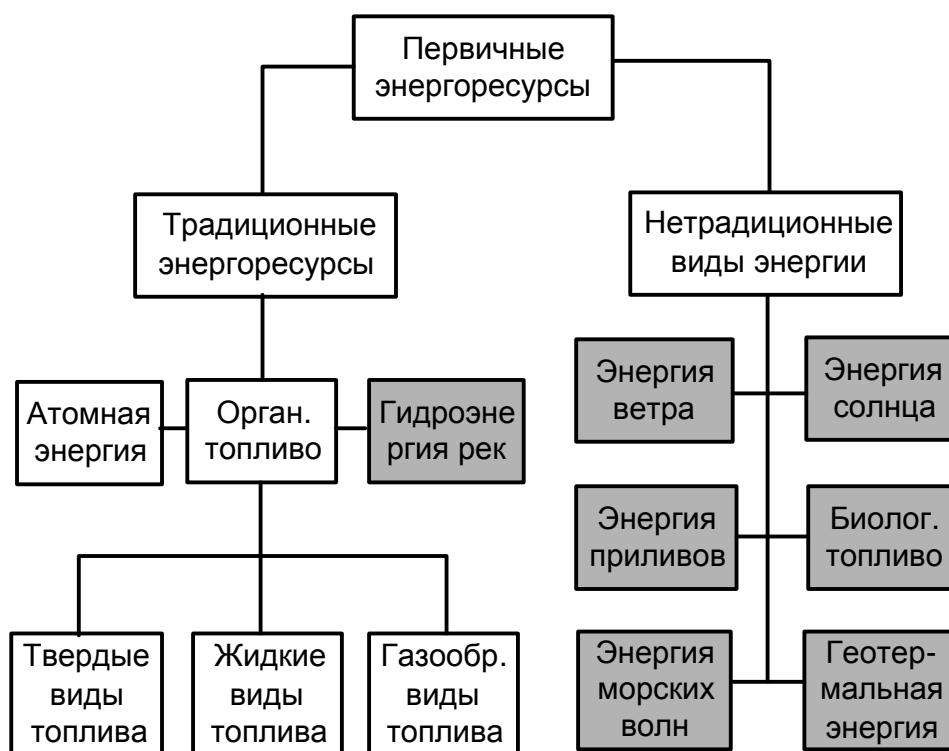 Первичные
энергоресурсы
Традиционные
энергоресурсы
Нетрадиционные
виды энергии
Атомная
энергия
Орган.
топливо
Гидроэне
ргия рек
Энергия
ветра
Энергия
солнца
Энергия
приливов
Биолог.
топливо
Твердые
виды
топлива
Жидкие
виды
топлива
Газообр.
виды
топлива
Энергия
морских
волн
Геотер-
мальная
энергия